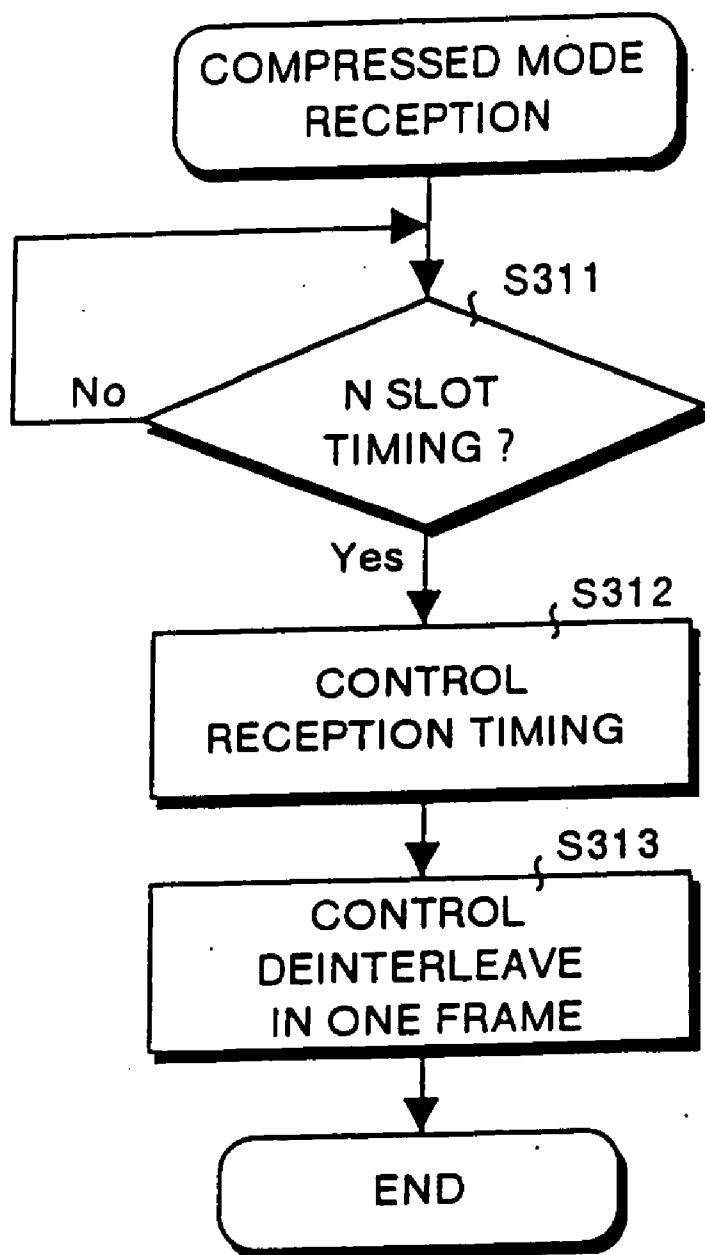 COMPRESSED MODE
RECEPTION
S311
N SLOT
TIMING ?
No
Yes
S312
CONTROL
RECEPTION TIMING
S313
CONTROL
DEINTERLEAVE
IN ONE FRAME
END